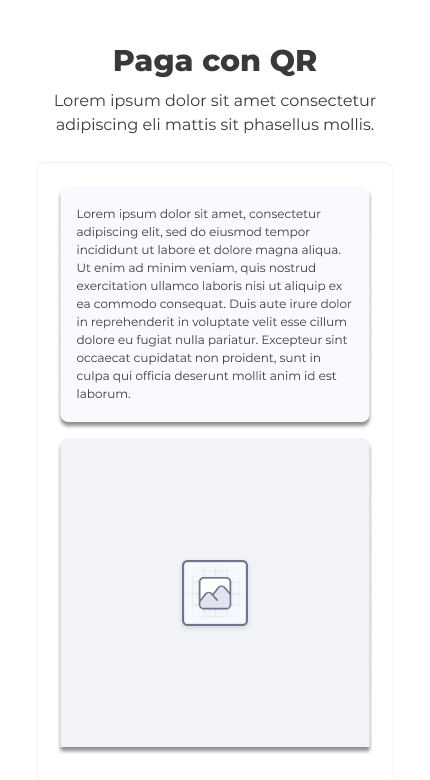 Paga con QR
Lorem ipsum dolor sit amet consectetur
adipiscing eli mattis sit phasellus mollis.
Lorem ipsum dolor sit amet, consectetur
adipiscing elit, sed do eiusmod tempor
incididunt ut labore et dolore magna aliqua.
Ut enim ad minim veniam, quis nostrud
exercitation ullamco laboris nisi ut aliquip ex
ea commodo consequat. Duis aute irure dolor
in reprehenderit in voluptate velit esse cillum
dolore eu fugiat nulla pariatur. Excepteur sint
occaecat cupidatat non proident, sunt in
culpa qui officia deserunt mollit anim id est
laborum.